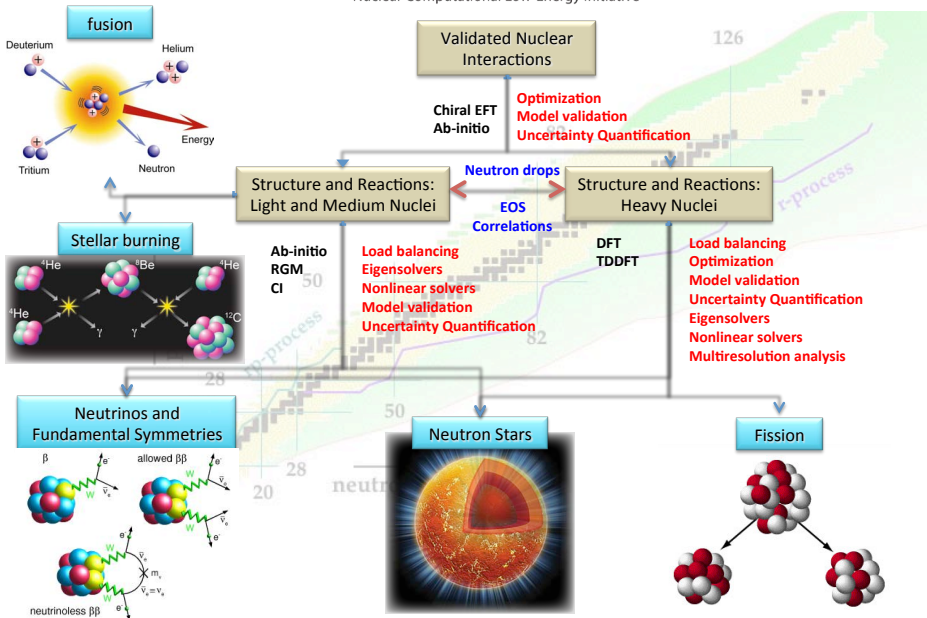 Nuclear Computational Low-Energy Initiative
fusion
Deuterium
Helium
Tritium
Neutron
Energy
Validated Nuclear
Interactions
126
Chiral EFT
Ab-initio
Optimization
Model validation
Uncertainty Quantification
82
Structure and Reactions:
Light and Medium Nuclei
Neutron drops
EOS
Correlations
Structure and Reactions:
Heavy Nuclei
r-process
Stellar burning
⁴He
⁸Be
⁴He
⁴He
γ
γ
¹²C
Ab-initio
RGM
CI
Load balancing
Eigensolvers
Nonlinear solvers
Model validation
Uncertainty Quantification
DFT
TDDFT
Load balancing
Optimization
Model validation
Uncertainty Quantification
Eigensolvers
Nonlinear solvers
Multiresolution analysis
50
82
rp-process
28
50
20
28
Neutrinos and
Fundamental Symmetries
Neutron Stars
Fission
β
allowed ββ
e⁻
W
ν̄ₑ
e⁻
W
ν̄ₑ
W
ν̄ₑ
e⁻
e⁻
W
ν̄ₑ
mᵥ
ν̄ₑ=νₑ
W
e⁻
neutrinoless ββ